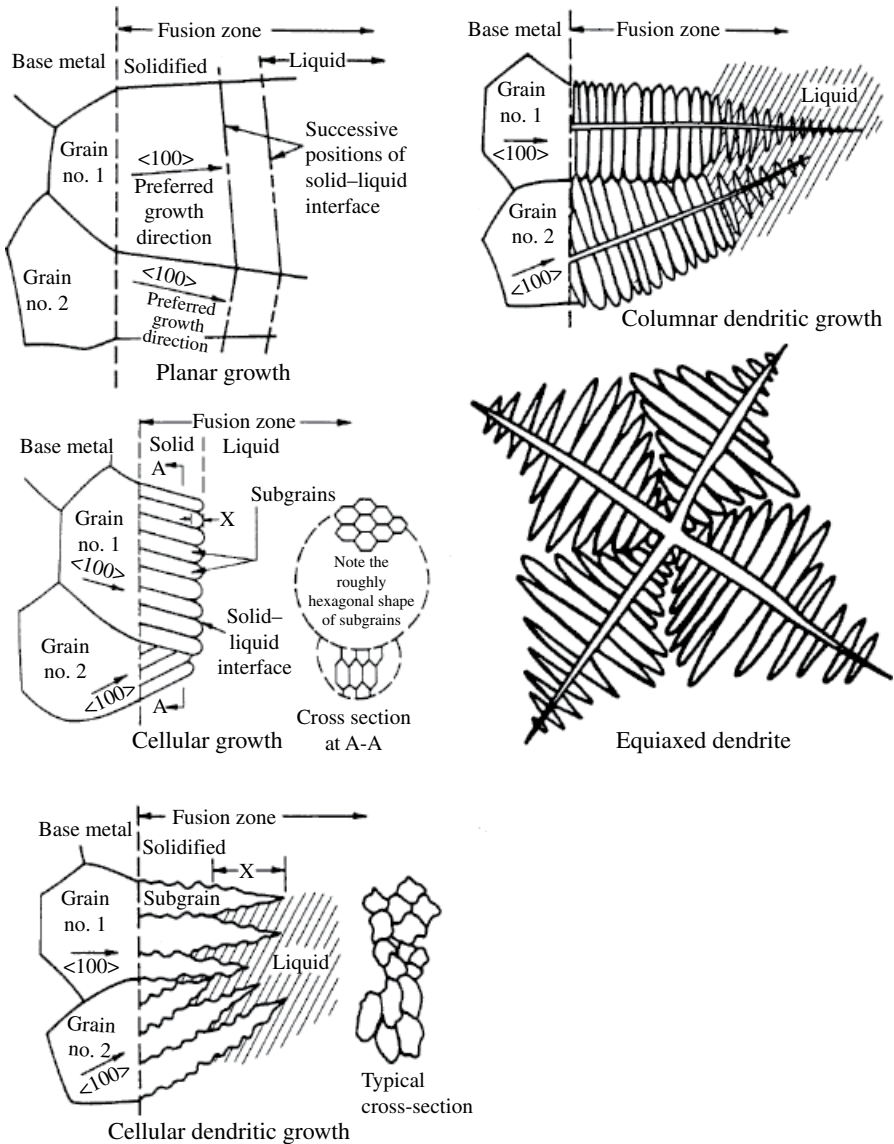 Fusion zone
Base metal
Solidified
Liquid
Grain
no. 1
<100>
Preferred
growth
direction
Successive
positions of
solid–liquid
interface
Grain
no. 2
<100>
Preferred
growth
direction
Planar growth
Base metal
Fusion zone
Liquid
Grain
no. 1
<100>
Grain
no. 2
<100>
Columnar dendritic growth
Fusion zone
Base metal
Solid
Liquid
A
Subgrains
X
Grain
no. 1
<100>
Solid–
liquid
interface
Grain
no. 2
<100>
A
Note the
roughly
hexagonal shape
of subgrains
Cross section
at A-A
Cellular growth
Equiaxed dendrite
Fusion zone
Base metal
Solidified
X
Grain
no. 1
Subgrain
<100>
Liquid
Grain
no. 2
<100>
Typical
cross-section
Cellular dendritic growth